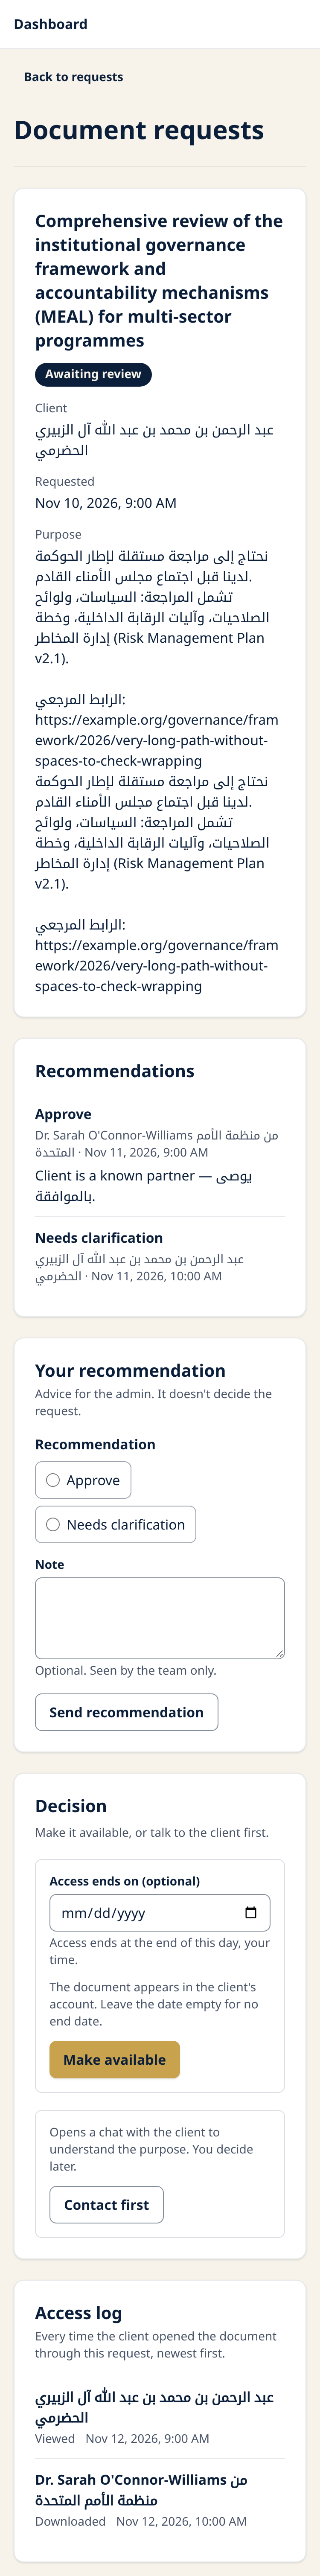 Dashboard
Back to requests
Document requests
Comprehensive review of the
institutional governance
framework and
accountability mechanisms
(MEAL) for multi-sector
programmes
Awaiting review
Client
عبد الرحمن بن محمد بن عبد الله آل الزبيري
الحضرمي
Requested
Nov 10, 2026, 9:00 AM
Purpose
نحتاج إلى مراجعة مستقلة لإطار الحوكمة
لدينا قبل اجتماع مجلس الأمناء القادم.
تشمل المراجعة: السياسات، ولوائح
الصلاحيات، وآليات الرقابة الداخلية، وخطة
إدارة المخاطر (Risk Management Plan
v2.1).
الرابط المرجعي:
https://example.org/governance/fram
ework/2026/very-long-path-without-
spaces-to-check-wrapping
نحتاج إلى مراجعة مستقلة لإطار الحوكمة
لدينا قبل اجتماع مجلس الأمناء القادم.
تشمل المراجعة: السياسات، ولوائح
الصلاحيات، وآليات الرقابة الداخلية، وخطة
إدارة المخاطر (Risk Management Plan
v2.1).
الرابط المرجعي:
https://example.org/governance/fram
ework/2026/very-long-path-without-
spaces-to-check-wrapping
Recommendations
Approve
Dr. Sarah O'Connor-Williams من منظمة الأمم
المتحدة · Nov 11, 2026, 9:00 AM
Client is a known partner — يوصى
بالموافقة.
Needs clarification
عبد الرحمن بن محمد بن عبد الله آل الزبيري
الحضرمي · Nov 11, 2026, 10:00 AM
Your recommendation
Advice for the admin. It doesn't decide the
request.
Recommendation
Approve
Needs clarification
Note
Optional. Seen by the team only.
Send recommendation
Decision
Make it available, or talk to the client first.
Access ends on (optional)
mm/dd/yyyy
Access ends at the end of this day, your
time.
The document appears in the client's
account. Leave the date empty for no
end date.
Make available
Opens a chat with the client to
understand the purpose. You decide
later.
Contact first
Access log
Every time the client opened the document
through this request, newest first.
عبد الرحمن بن محمد بن عبد الله آل الزبيري
الحضرمي
Viewed Nov 12, 2026, 9:00 AM
Dr. Sarah O'Connor-Williams من
منظمة الأمم المتحدة
Downloaded Nov 12, 2026, 10:00 AM